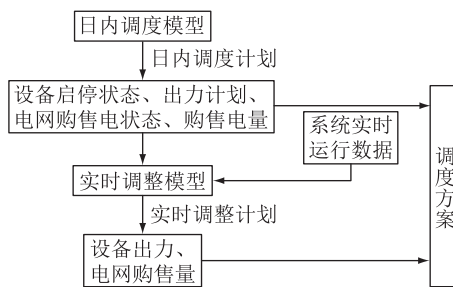 日内调度模型
日内调度计划
设备启停状态、出力计划、
电网购售电状态、购售电量
系统实时
运行数据
实时调整模型
实时调整计划
设备出力、
电网购售量
调度方案